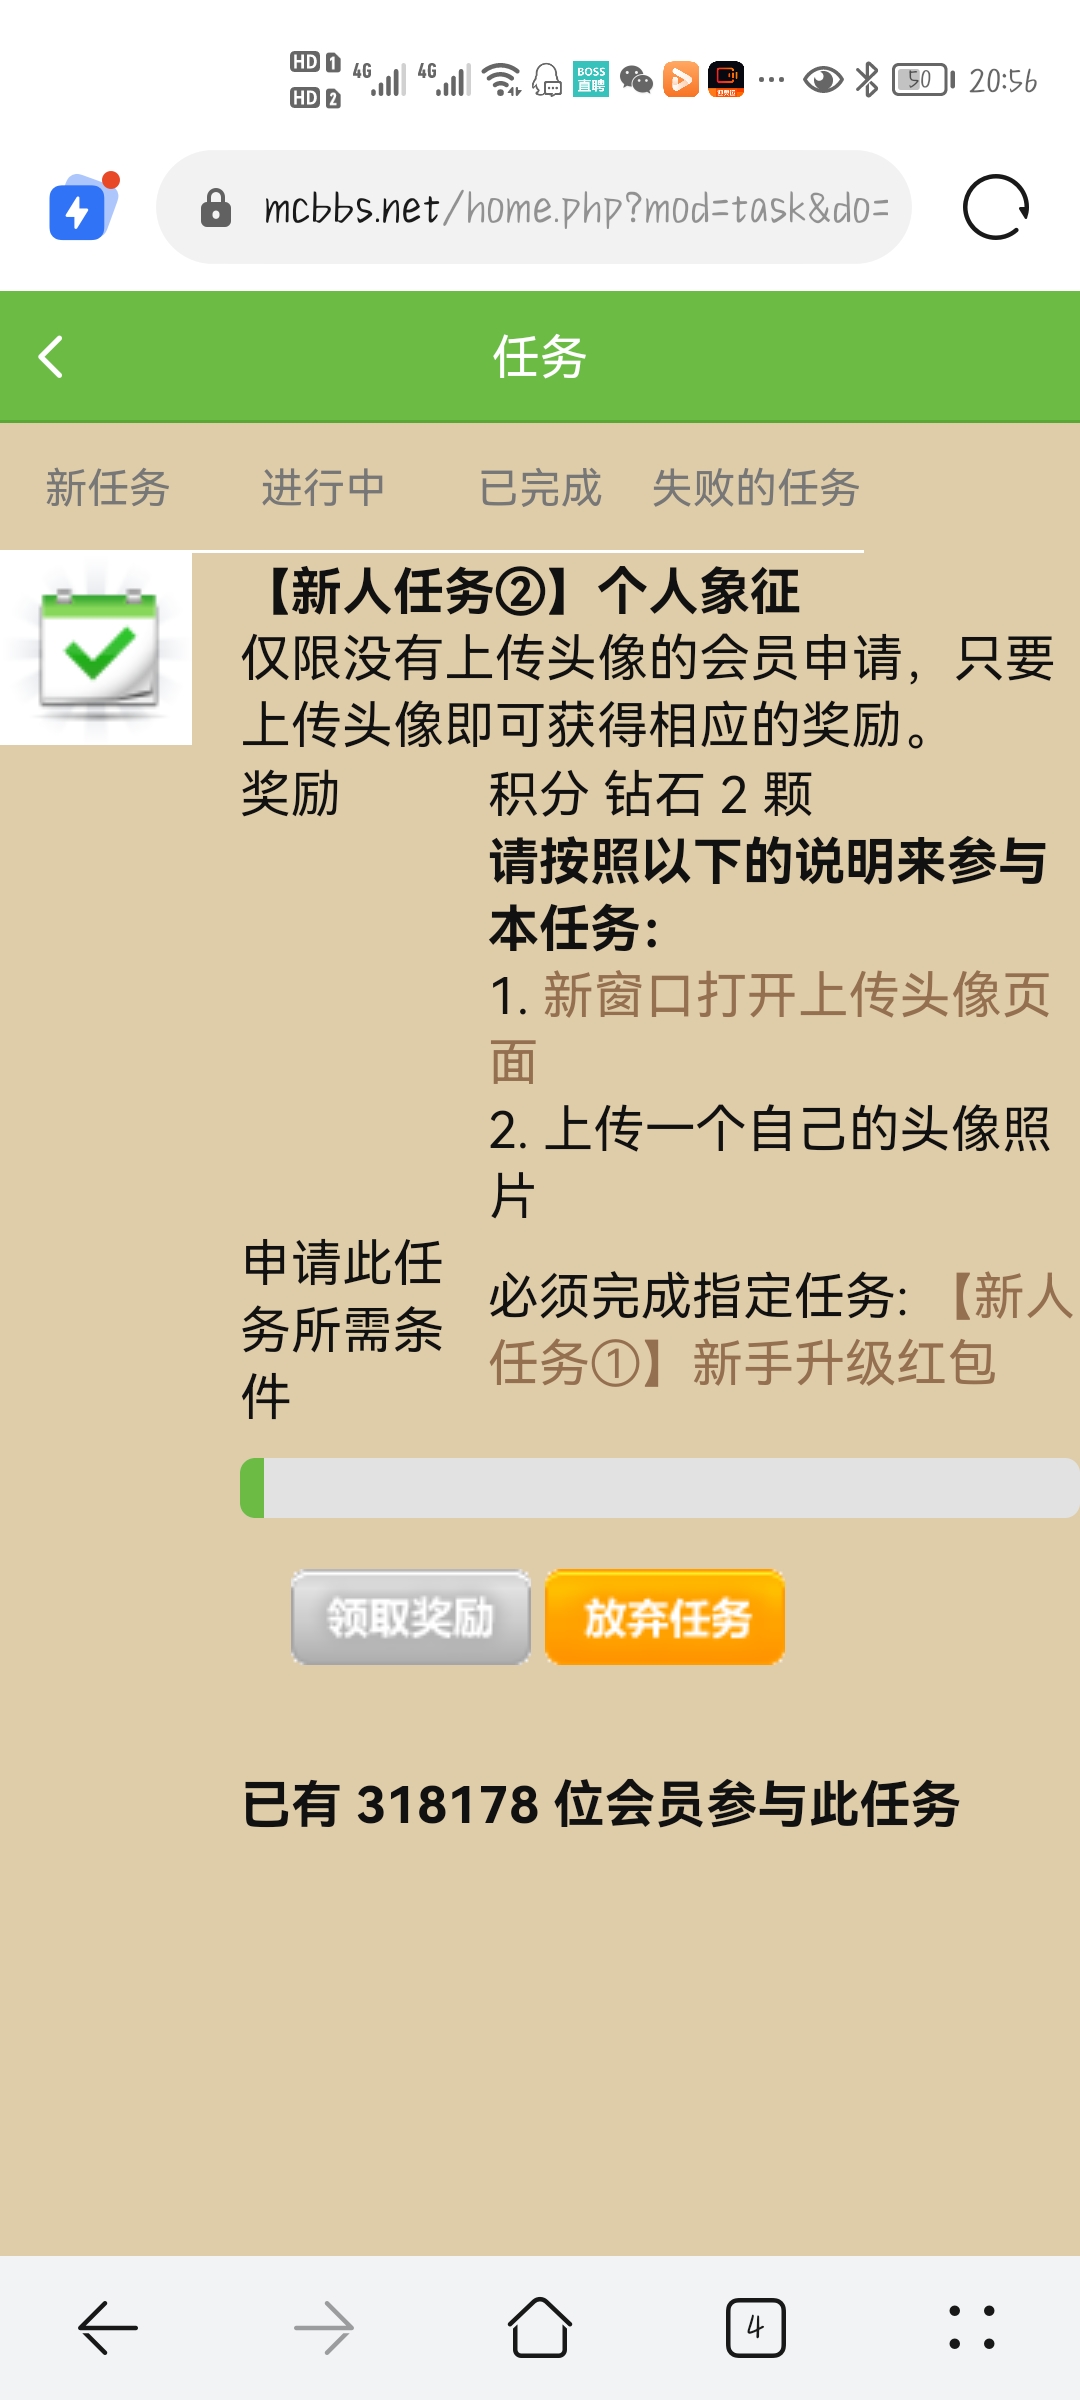 HD 1 4G 4G BOSS 直聘 50 20:56
HD 2
mcbbs.net/home.php?mod=task&do=
任务
新任务 进行中 已完成 失败的任务
【新人任务②】个人象征
仅限没有上传头像的会员申请，只要
上传头像即可获得相应的奖励。
奖励 积分 钻石 2 颗
请按照以下的说明来参与
本任务：
1. 新窗口打开上传头像页
面
2. 上传一个自己的头像照
片
申请此任
务所需条
件
必须完成指定任务: 【新人
任务①】新手升级红包
领取奖励 放弃任务
已有 318178 位会员参与此任务
4